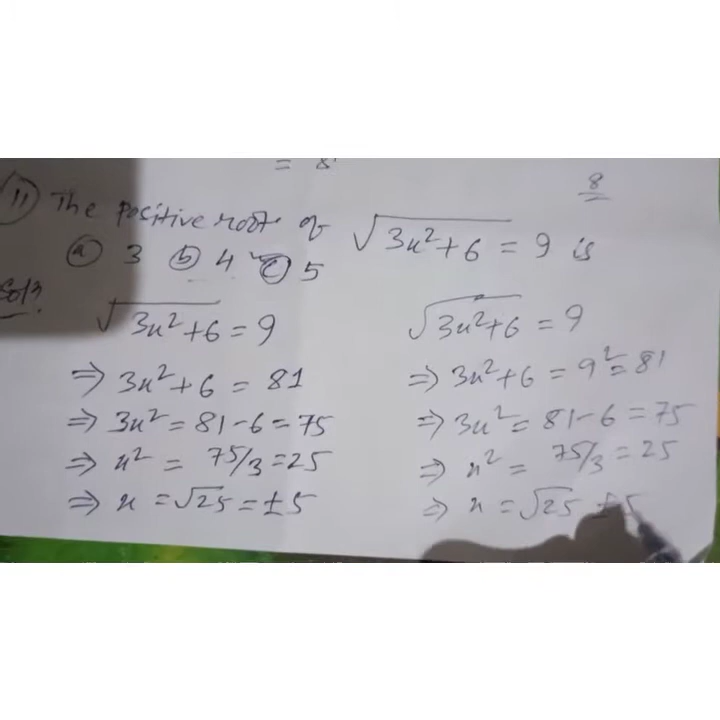 = 8
8
11) The positive root of √3x²+6 = 9 is
(a) 3 (b) 4 (c) 5
Soln
√3x²+6 = 9
⇒ 3x²+6 = 81
⇒ 3x² = 81-6 = 75
⇒ x² = 75/3 = 25
⇒ x = √25 = ±5
√3x²+6 = 9
⇒ 3x²+6 = 9² = 81
⇒ 3x² = 81-6 = 75
⇒ x² = 75/3 = 25
⇒ x = √25 ±5